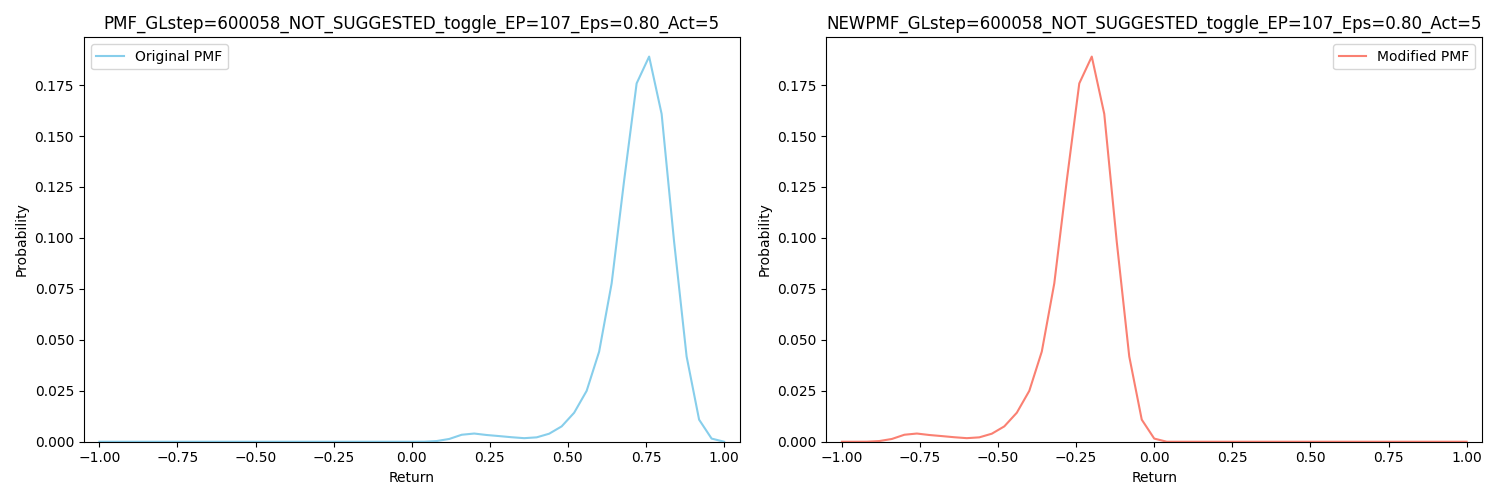 PMF_GLstep=600058_NOT_SUGGESTED_toggle_EP=107_Eps=0.80_Act=5
Original PMF
0.175
0.150
0.125
0.100
0.075
0.050
0.025
0.000
Probability
−1.00 −0.75 −0.50 −0.25 0.00 0.25 0.50 0.75 1.00
Return
NEWPMF_GLstep=600058_NOT_SUGGESTED_toggle_EP=107_Eps=0.80_Act=5
Modified PMF
0.175
0.150
0.125
0.100
0.075
0.050
0.025
0.000
Probability
−1.00 −0.75 −0.50 −0.25 0.00 0.25 0.50 0.75 1.00
Return